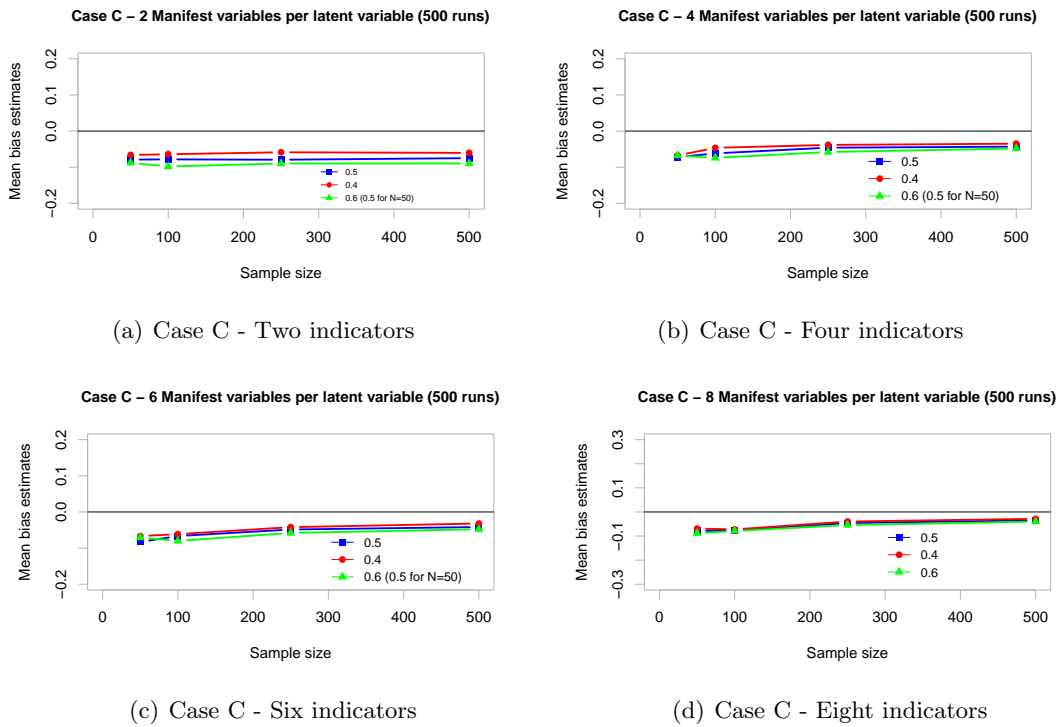 Case C – 2 Manifest variables per latent variable (500 runs)
Mean bias estimates
0.2
0.1
0.0
−0.2
0.5
0.4
0.6 (0.5 for N=50)
0 100 200 300 400 500
Sample size
(a) Case C - Two indicators
Case C – 4 Manifest variables per latent variable (500 runs)
Mean bias estimates
0.2
0.1
0.0
−0.2
0.5
0.4
0.6 (0.5 for N=50)
0 100 200 300 400 500
Sample size
(b) Case C - Four indicators
Case C – 6 Manifest variables per latent variable (500 runs)
Mean bias estimates
0.2
0.1
0.0
−0.2
0.5
0.4
0.6 (0.5 for N=50)
0 100 200 300 400 500
Sample size
(c) Case C - Six indicators
Case C – 8 Manifest variables per latent variable (500 runs)
Mean bias estimates
0.3
0.1
−0.1
−0.3
0.5
0.4
0.6
0 100 200 300 400 500
Sample size
(d) Case C - Eight indicators